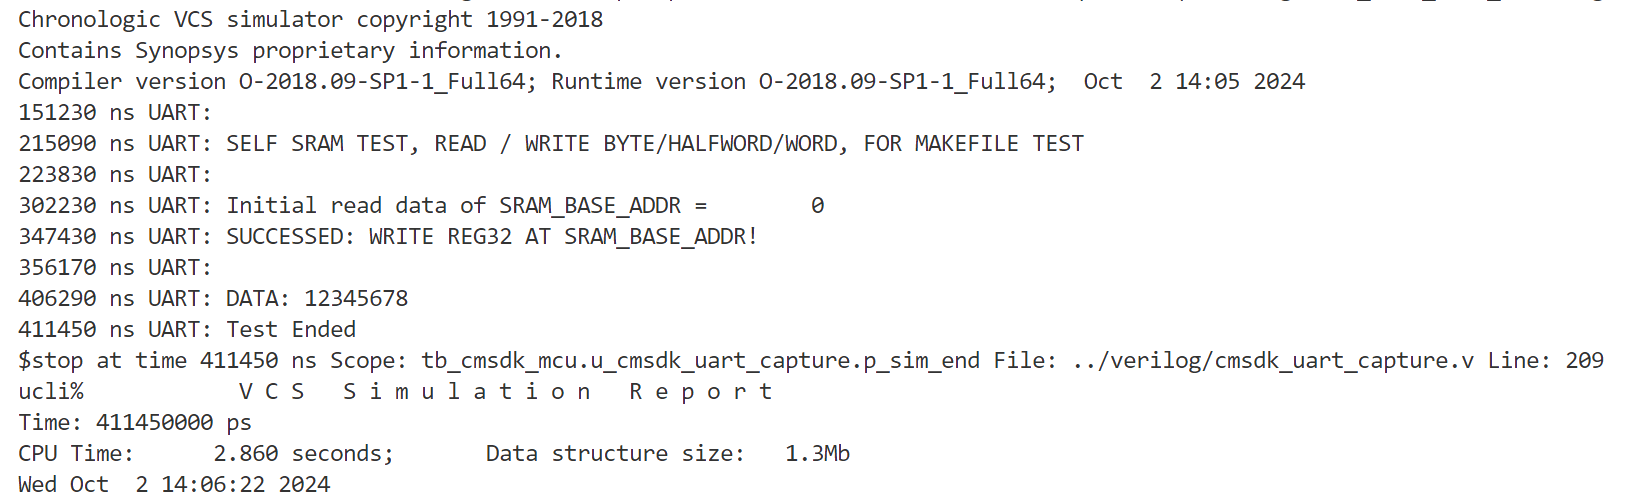 Chronologic VCS simulator copyright 1991-2018
Contains Synopsys proprietary information.
Compiler version O-2018.09-SP1-1_Full64; Runtime version O-2018.09-SP1-1_Full64;  Oct  2 14:05 2024
151230 ns UART:
215090 ns UART: SELF SRAM TEST, READ / WRITE BYTE/HALFWORD/WORD, FOR MAKEFILE TEST
223830 ns UART:
302230 ns UART: Initial read data of SRAM_BASE_ADDR =        0
347430 ns UART: SUCCESSED: WRITE REG32 AT SRAM_BASE_ADDR!
356170 ns UART:
406290 ns UART: DATA: 12345678
411450 ns UART: Test Ended
$stop at time 411450 ns Scope: tb_cmsdk_mcu.u_cmsdk_uart_capture.p_sim_end File: ../verilog/cmsdk_uart_capture.v Line: 209
ucli%            V C S   S i m u l a t i o n   R e p o r t
Time: 411450000 ps
CPU Time:      2.860 seconds;       Data structure size:   1.3Mb
Wed Oct  2 14:06:22 2024